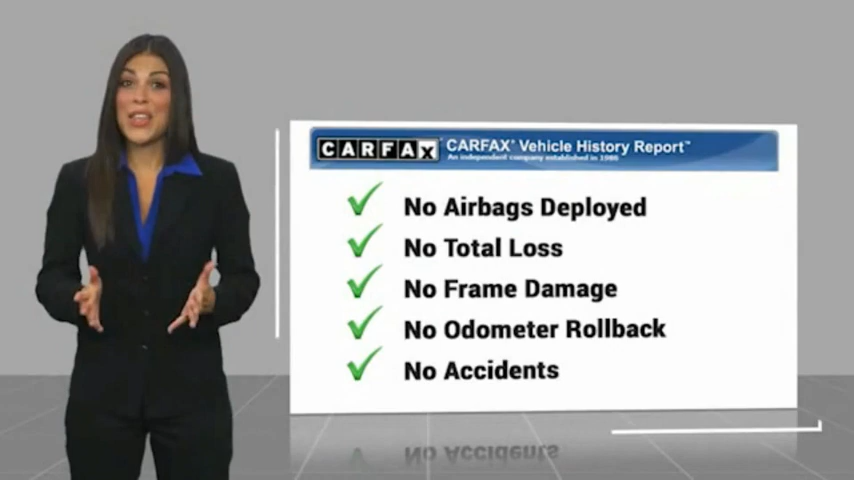 CARFAX CARFAX® Vehicle History Report™
An independent company established in 1986
No Airbags Deployed
No Total Loss
No Frame Damage
No Odometer Rollback
No Accidents
No Accidents